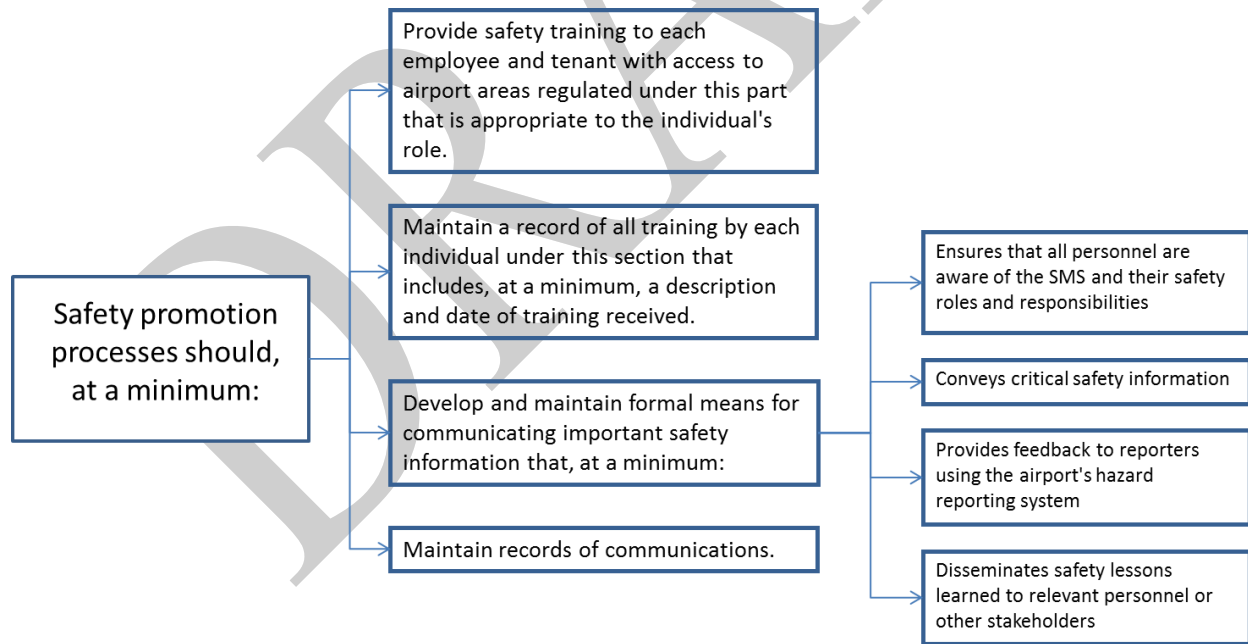 Safety promotion
processes should,
at a minimum:
Provide safety training to each
employee and tenant with access to
airport areas regulated under this part
that is appropriate to the individual's
role.
Maintain a record of all training by each
individual under this section that
includes, at a minimum, a description
and date of training received.
Develop and maintain formal means for
communicating important safety
information that, at a minimum:
Ensures that all personnel are
aware of the SMS and their safety
roles and responsibilities
Conveys critical safety information
Provides feedback to reporters
using the airport's hazard
reporting system
Disseminates safety lessons
learned to relevant personnel or
other stakeholders
Maintain records of communications.